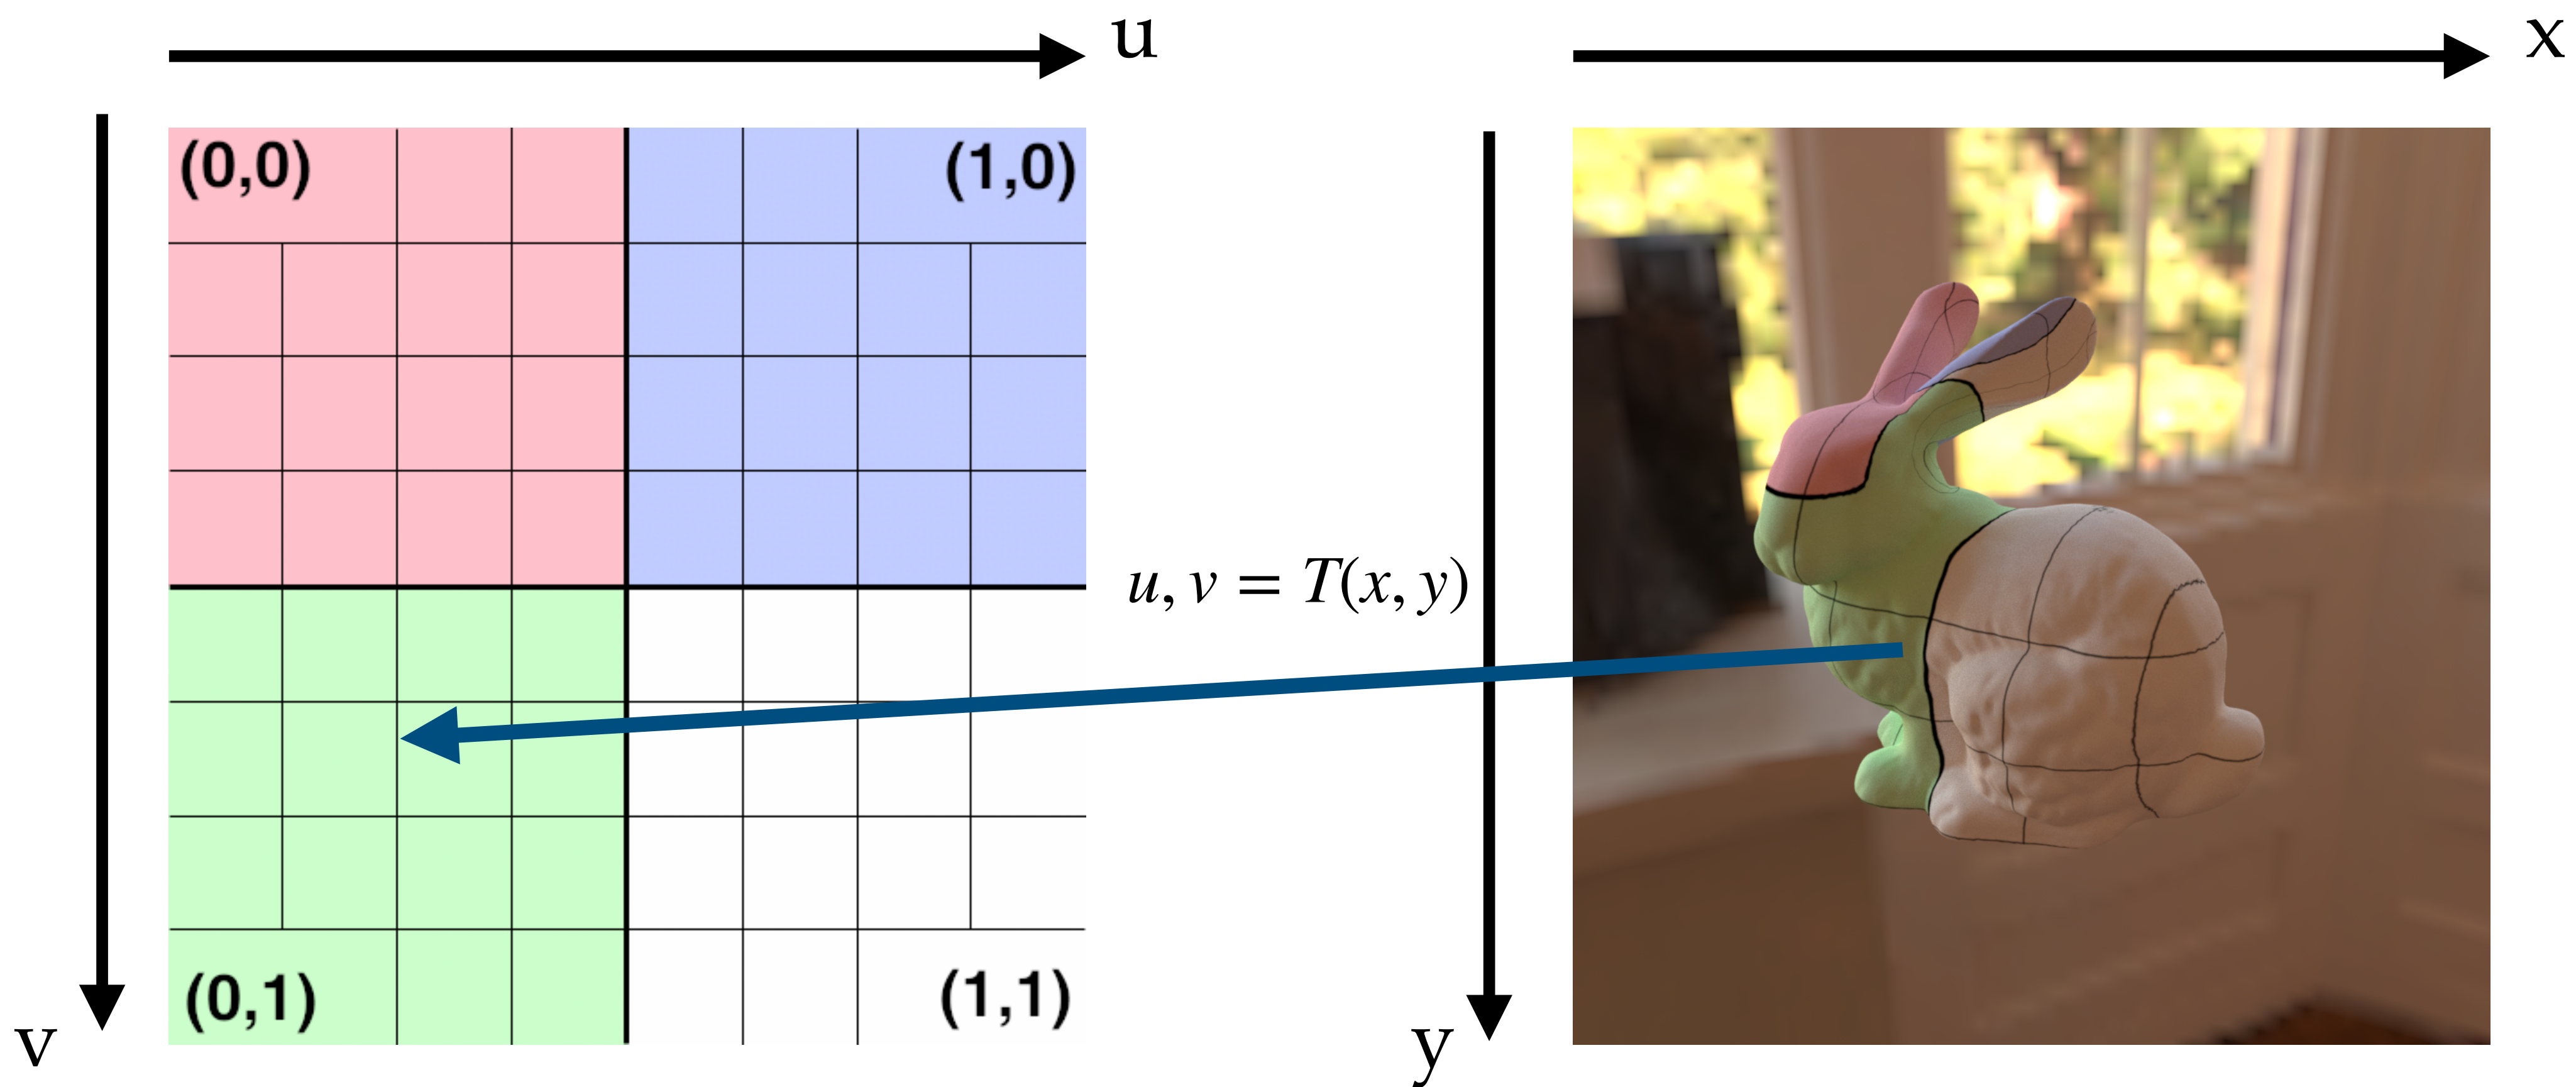 u
x
(0,0)
(1,0)
u, v = T(x, y)
(0,1)
(1,1)
v
y